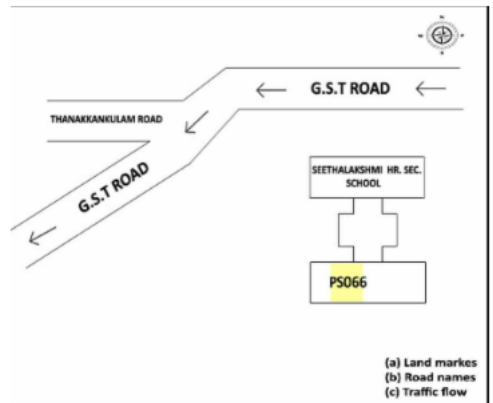 G.S.T ROAD
THANAKKANKULAM ROAD
G.S.T ROAD
SEETHALAKSHMI HR. SEC.
SCHOOL
PS066
(a) Land markes
(b) Road names
(c) Traffic flow